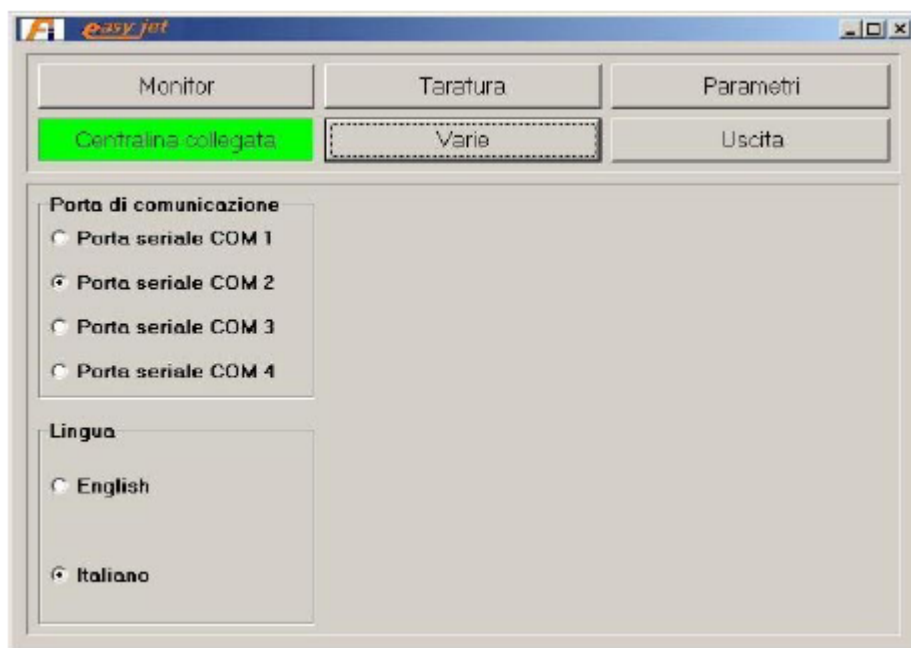 easy jet
Monitor Taratura Parametri
Centralina collegata Varie Uscita
Porta di comunicazione
Porta seriale COM 1
Porta seriale COM 2
Porta seriale COM 3
Porta seriale COM 4
Lingua
English
Italiano